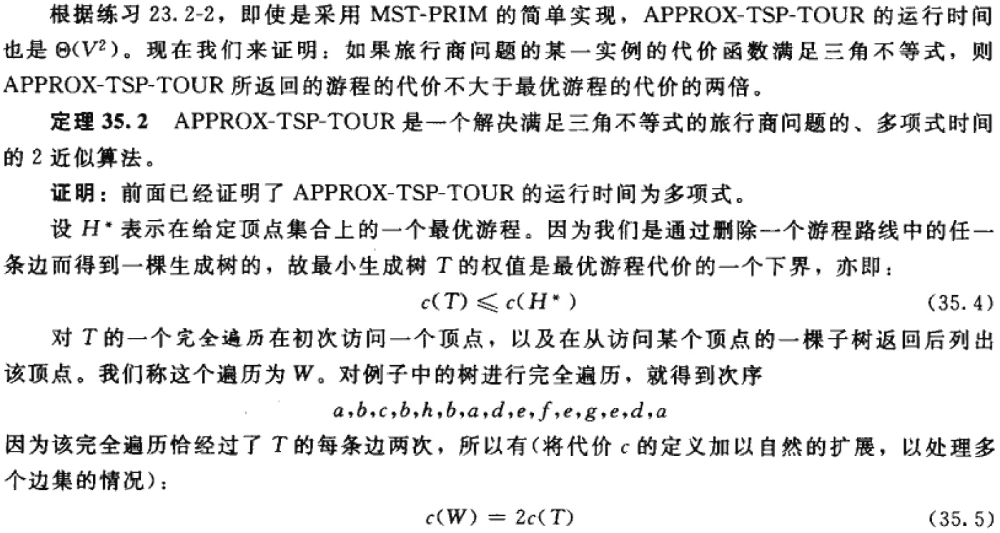 根据练习 23.2-2，即使是采用 MST-PRIM 的简单实现，APPROX-TSP-TOUR 的运行时间
也是 Θ(V²)。现在我们来证明：如果旅行商问题的某一实例的代价函数满足三角不等式，则
APPROX-TSP-TOUR 所返回的游程的代价不大于最优游程的代价的两倍。
定理 35.2 APPROX-TSP-TOUR 是一个解决满足三角不等式的旅行商问题的、多项式时间
的 2 近似算法。
证明：前面已经证明了 APPROX-TSP-TOUR 的运行时间为多项式。
设 H* 表示在给定顶点集合上的一个最优游程。因为我们是通过删除一个游程路线中的任一
条边而得到一棵生成树的，故最小生成树 T 的权值是最优游程代价的一个下界，亦即：
c(T) ⩽ c(H*) (35.4)
对 T 的一个完全遍历在初次访问一个顶点，以及在从访问某个顶点的一棵子树返回后列出
该顶点。我们称这个遍历为 W。对例子中的树进行完全遍历，就得到次序
a,b,c,b,h,b,a,d,e,f,e,g,e,d,a
因为该完全遍历恰经过了 T 的每条边两次，所以有(将代价 c 的定义加以自然的扩展，以处理多
个边集的情况)：
c(W) = 2c(T) (35.5)